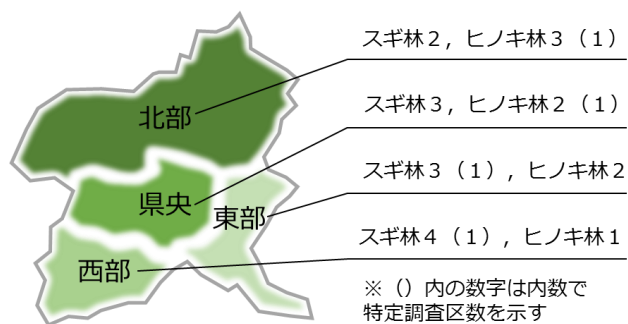 スギ林２，ヒノキ林３（１）
北部
スギ林３，ヒノキ林２（１）
県央
スギ林３（１），ヒノキ林２
東部
スギ林４（１），ヒノキ林１
西部
※（）内の数字は内数で
特定調査区数を示す